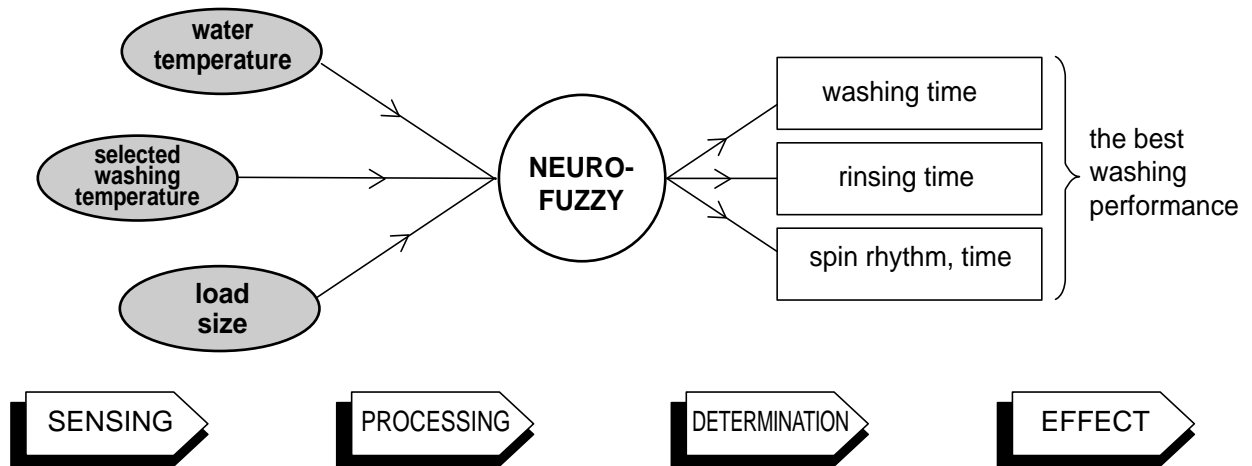 water
temperature
selected
washing
temperature
load
size
NEURO-
FUZZY
washing time
rinsing time
spin rhythm, time
the best
washing
performance
SENSING
PROCESSING
DETERMINATION
EFFECT